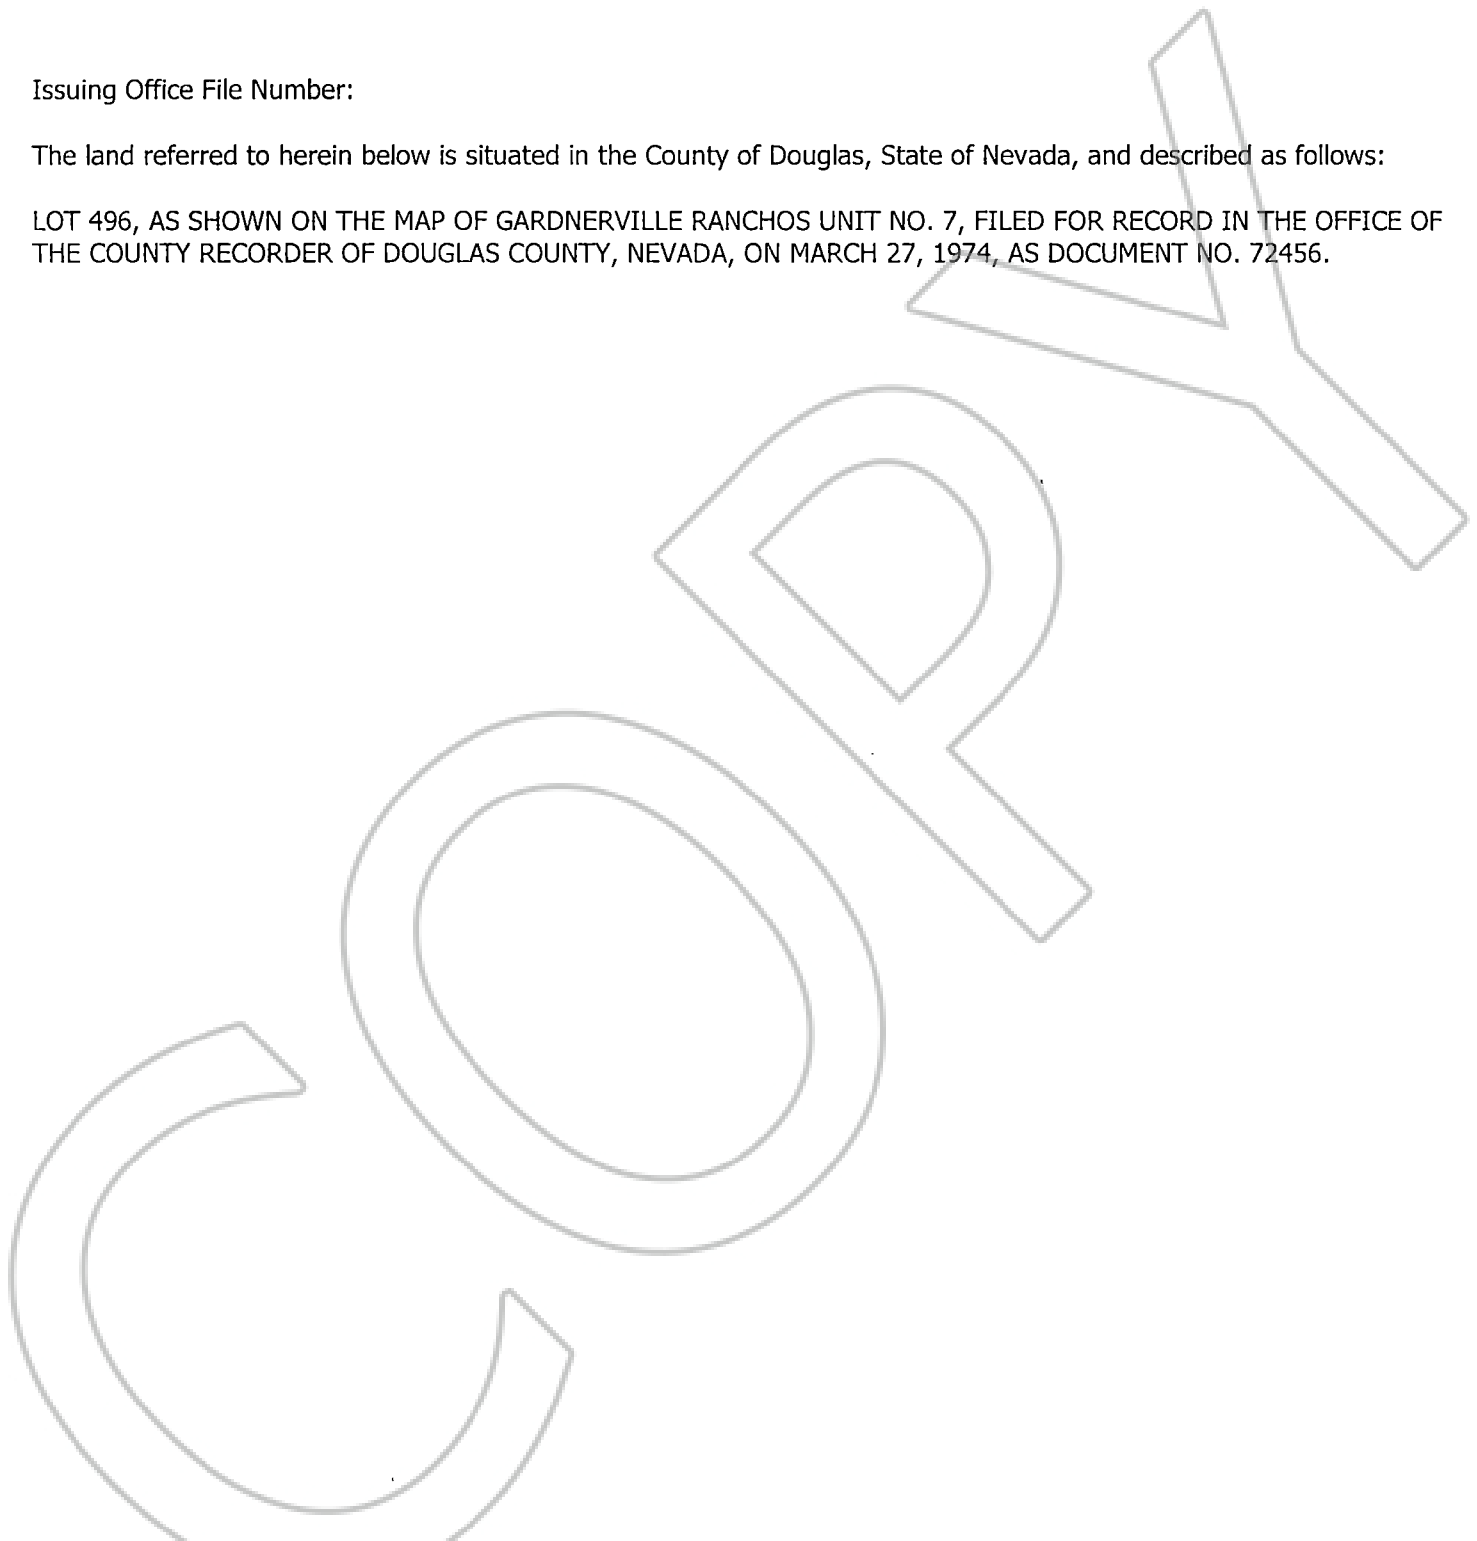 Issuing Office File Number:
The land referred to herein below is situated in the County of Douglas, State of Nevada, and described as follows:
LOT 496, AS SHOWN ON THE MAP OF GARDNERVILLE RANCHOS UNIT NO. 7, FILED FOR RECORD IN THE OFFICE OF
THE COUNTY RECORDER OF DOUGLAS COUNTY, NEVADA, ON MARCH 27, 1974, AS DOCUMENT NO. 72456.
COPY